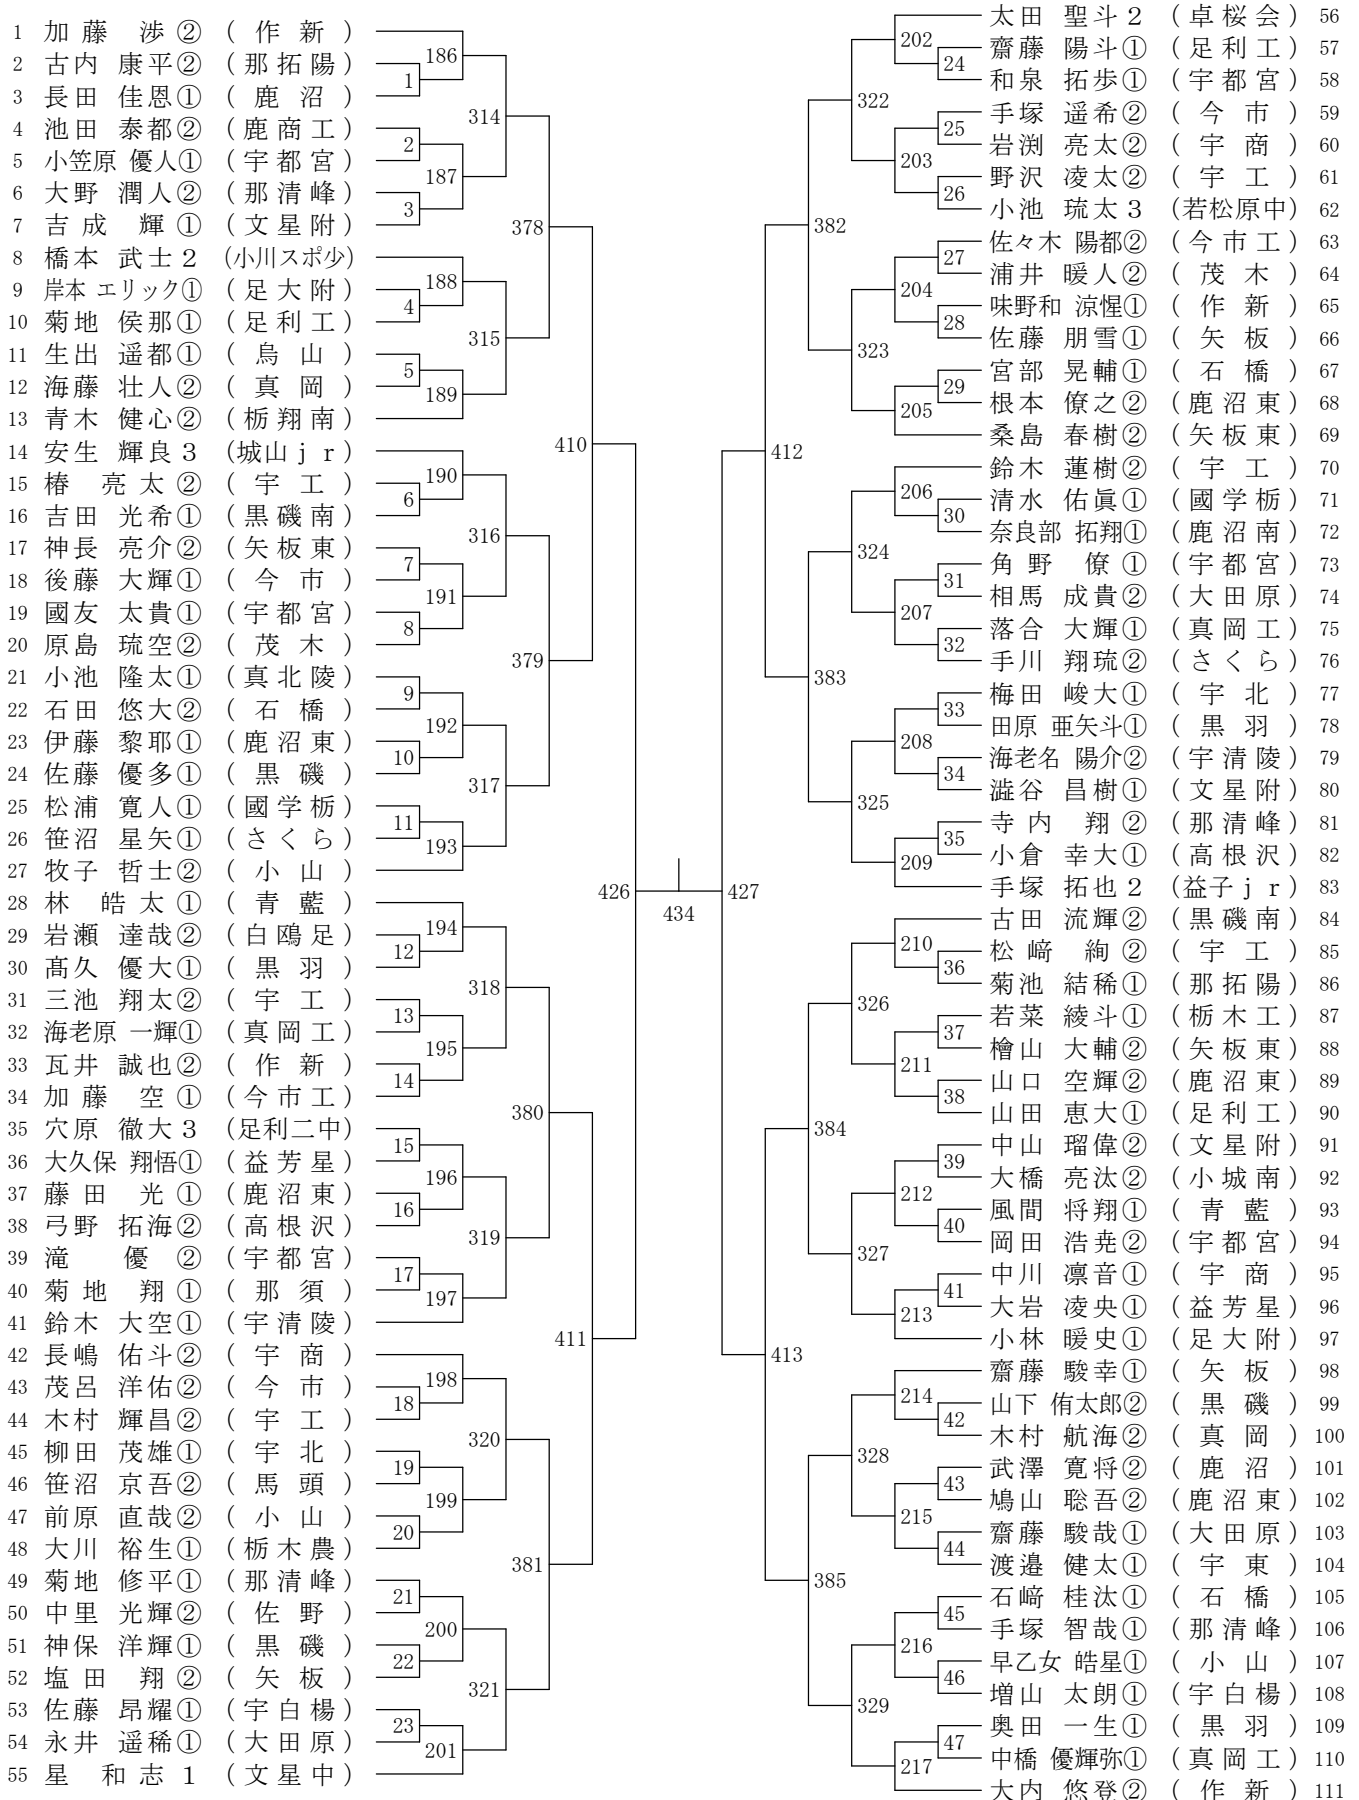 1 加藤 渉② (作新)
2 古内 康平② (那拓陽)
3 長田 佳恩① (鹿沼)
4 池田 泰都② (鹿商工)
5 小笠原 優人① (宇都宮)
6 大野 潤人② (那清峰)
7 吉成 輝① (文星附)
8 橋本 武士2 (小川スポ少)
9 岸本 エリック① (足大附)
10 菊地 侯那① (足利工)
11 生出 遥都① (烏山)
12 海藤 壮人② (真岡)
13 青木 健心② (栃翔南)
14 安生 輝良3 (城山jr)
15 椿 亮太② (宇工)
16 吉田 光希① (黒磯南)
17 神長 亮介② (矢板東)
18 後藤 大輝① (今市)
19 國友 太貴① (宇都宮)
20 原島 琉空② (茂木)
21 小池 隆太① (真北陵)
22 石田 悠大② (石橋)
23 伊藤 黎耶① (鹿沼東)
24 佐藤 優多① (黒磯)
25 松浦 寛人① (國学栃)
26 笹沼 星矢① (さくら)
27 牧子 哲士② (小山)
28 林 皓太① (青藍)
29 岩瀬 達哉② (白鴎足)
30 髙久 優大① (黒羽)
31 三池 翔太② (宇工)
32 海老原 一輝① (真岡工)
33 瓦井 誠也② (作新)
34 加藤 空① (今市工)
35 穴原 徹大3 (足利二中)
36 大久保 翔悟① (益芳星)
37 藤田 光① (鹿沼東)
38 弓野 拓海② (高根沢)
39 滝 優② (宇都宮)
40 菊地 翔① (那須)
41 鈴木 大空① (宇清陵)
42 長嶋 佑斗② (宇商)
43 茂呂 洋佑② (今市)
44 木村 輝昌② (宇工)
45 柳田 茂雄① (宇北)
46 笹沼 京吾② (馬頭)
47 前原 直哉② (小山)
48 大川 裕生① (栃木農)
49 菊地 修平① (那清峰)
50 中里 光輝② (佐野)
51 神保 洋輝① (黒磯)
52 塩田 翔② (矢板)
53 佐藤 昂耀① (宇白楊)
54 永井 遥稀① (大田原)
55 星 和志1 (文星中)
1
2
3
4
5
6
7
8
9
10
11
12
13
14
15
16
17
18
19
20
21
22
23
186
187
188
189
190
191
192
193
194
195
196
197
198
199
200
201
314
315
316
317
318
319
320
321
378
379
380
381
410
411
426
434
427
412
413
382
383
384
385
322
323
324
325
326
327
328
329
202
203
204
205
206
207
208
209
210
211
212
213
214
215
216
217
24
25
26
27
28
29
30
31
32
33
34
35
36
37
38
39
40
41
42
43
44
45
46
47
太田 聖斗2 (卓桜会) 56
齋藤 陽斗① (足利工) 57
和泉 拓歩① (宇都宮) 58
手塚 遥希② (今市) 59
岩渕 亮太② (宇商) 60
野沢 凌太② (宇工) 61
小池 琉太3 (若松原中) 62
佐々木 陽都② (今市工) 63
浦井 暖人② (茂木) 64
味野和 涼惺① (作新) 65
佐藤 朋雪① (矢板) 66
宮部 晃輔① (石橋) 67
根本 僚之② (鹿沼東) 68
桑島 春樹② (矢板東) 69
鈴木 蓮樹② (宇工) 70
清水 佑眞① (國学栃) 71
奈良部 拓翔① (鹿沼南) 72
角野 僚① (宇都宮) 73
相馬 成貴② (大田原) 74
落合 大輝① (真岡工) 75
手川 翔琉② (さくら) 76
梅田 峻大① (宇北) 77
田原 亜矢斗① (黒羽) 78
海老名 陽介② (宇清陵) 79
澁谷 昌樹① (文星附) 80
寺内 翔② (那清峰) 81
小倉 幸大① (高根沢) 82
手塚 拓也2 (益子jr) 83
古田 流輝② (黒磯南) 84
松﨑 絢② (宇工) 85
菊池 結稀① (那拓陽) 86
若菜 綾斗① (栃木工) 87
檜山 大輔② (矢板東) 88
山口 空輝② (鹿沼東) 89
山田 恵大① (足利工) 90
中山 瑠偉② (文星附) 91
大橋 亮汰② (小城南) 92
風間 将翔① (青藍) 93
岡田 浩尭② (宇都宮) 94
中川 凛音① (宇商) 95
大岩 凌央① (益芳星) 96
小林 暖史① (足大附) 97
齋藤 駿幸① (矢板) 98
山下 侑太郎② (黒磯) 99
木村 航海② (真岡) 100
武澤 寛将② (鹿沼) 101
鳩山 聡吾② (鹿沼東) 102
齋藤 駿哉① (大田原) 103
渡邉 健太① (宇東) 104
石﨑 桂汰① (石橋) 105
手塚 智哉① (那清峰) 106
早乙女 皓星① (小山) 107
増山 太朗① (宇白楊) 108
奥田 一生① (黒羽) 109
中橋 優輝弥① (真岡工) 110
大内 悠登② (作新) 111